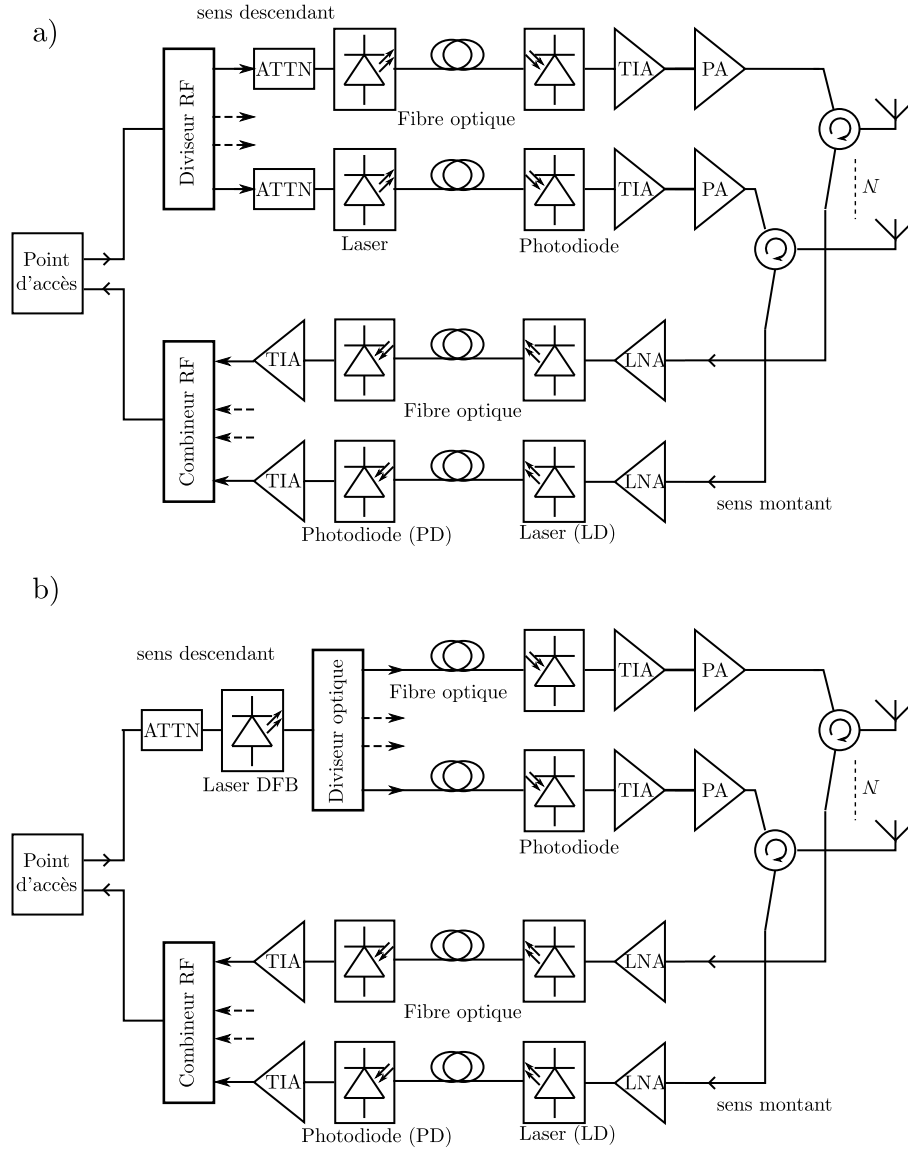 a)
sens descendant
Diviseur RF
ATTN
Fibre optique
TIA
PA
ATTN
Laser
Photodiode
TIA
PA
N
Point
d'accès
Combineur RF
TIA
Fibre optique
LNA
TIA
Photodiode (PD)
Laser (LD)
LNA
sens montant
b)
sens descendant
ATTN
Laser DFB
Diviseur optique
Fibre optique
TIA
PA
Photodiode
TIA
PA
N
Point
d'accès
Combineur RF
TIA
Fibre optique
LNA
TIA
Photodiode (PD)
Laser (LD)
LNA
sens montant